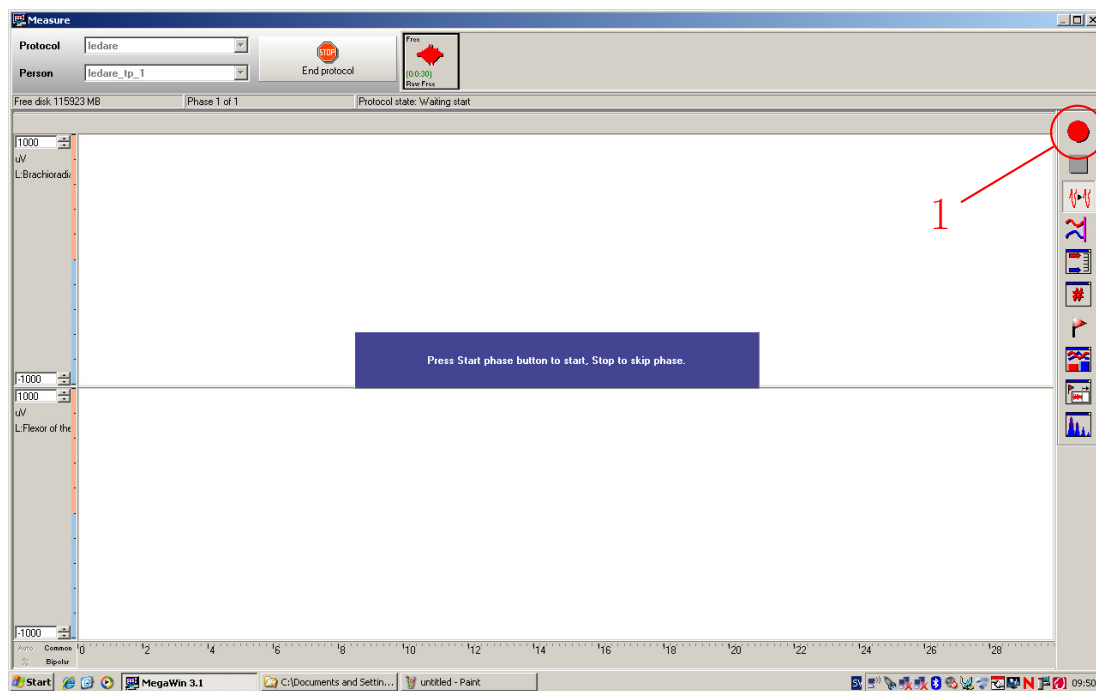 Measure
Protocol ledare
Person ledare_tp_1
STOP
End protocol
Free
(0:0:30)
Raw Free
Free disk 115923 MB Phase 1 of 1 Protocol state: Waiting start
1000
uV
L:Brachioradia
-1000
1
#
Press Start phase button to start, Stop to skip phase.
1000
uV
L:Flexor of the
-1000
Auto Common
% Bipolar
0 2 4 6 8 10 12 14 16 18 20 22 24 26 28
Start MegaWin 3.1 C:\Documents and Settin... untitled - Paint SV N 09:50